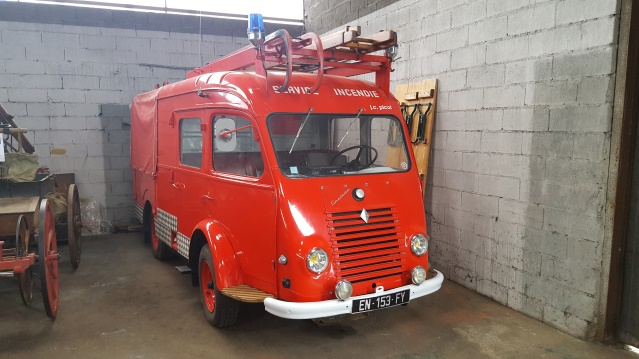 SERVICE INCENDIE
j.c. picot
EN-153-FY